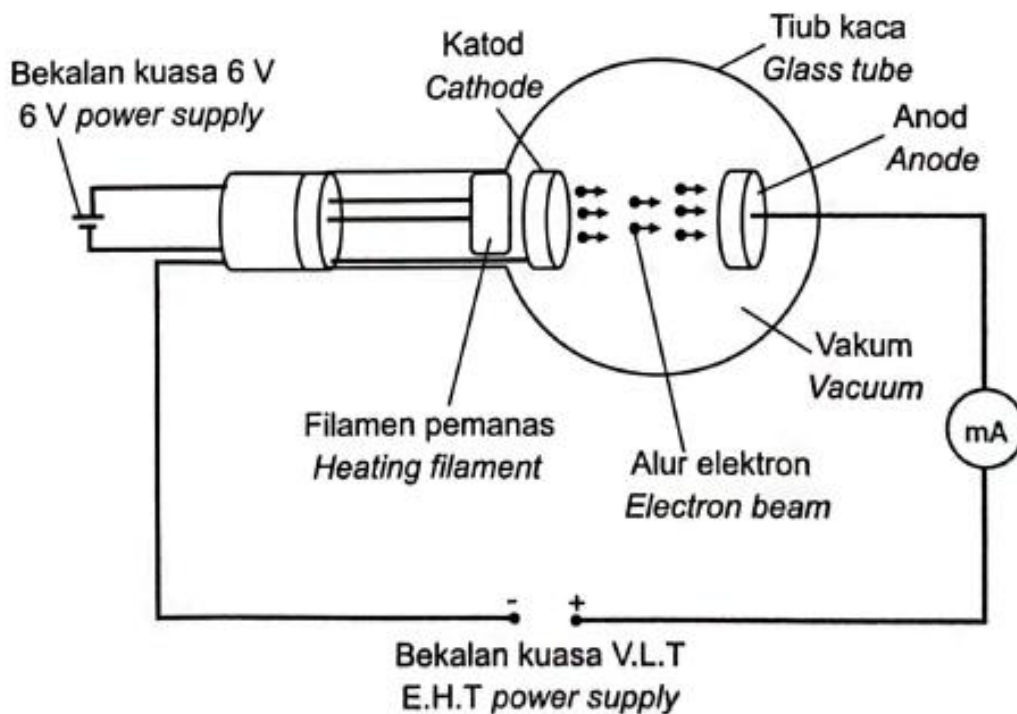 Bekalan kuasa 6 V
6 V power supply
Katod
Cathode
Tiub kaca
Glass tube
Anod
Anode
Vakum
Vacuum
mA
Filamen pemanas
Heating filament
Alur elektron
Electron beam
- +
Bekalan kuasa V.L.T
E.H.T power supply